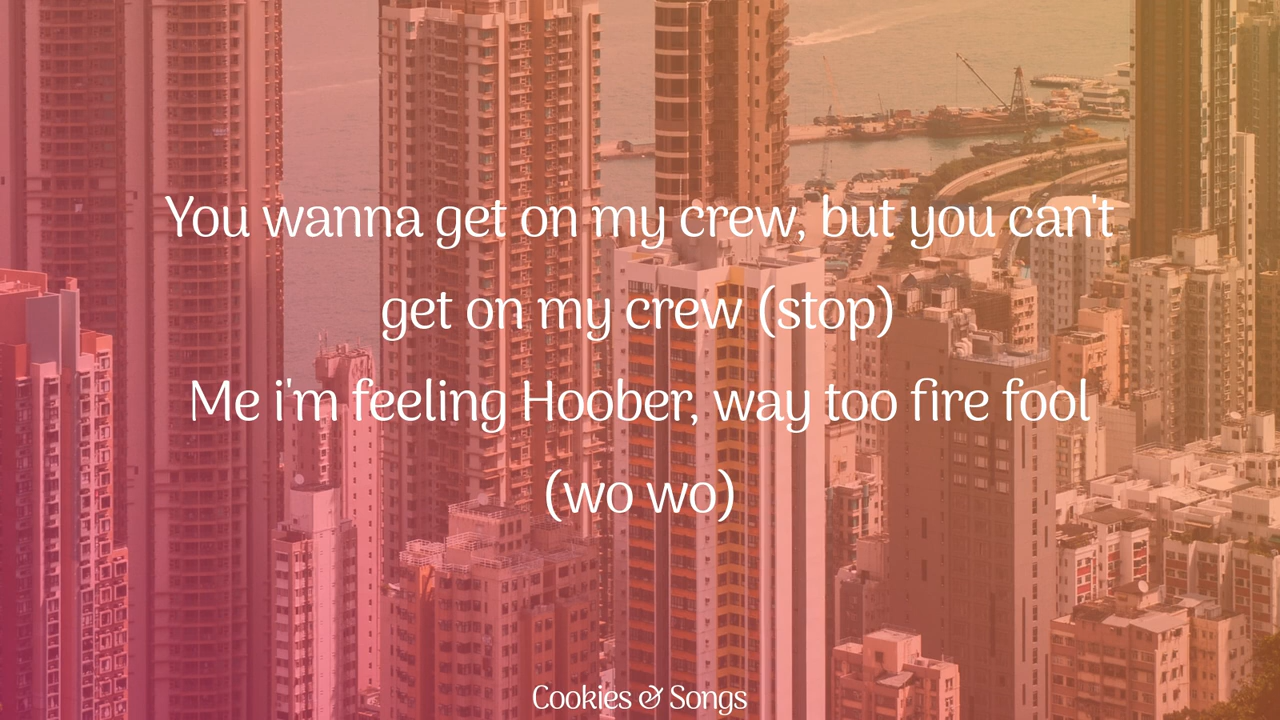 You wanna get on my crew, but you can't
get on my crew (stop)
Me i'm feeling Hoober, way too fire fool
(wo wo)
Cookies & Songs